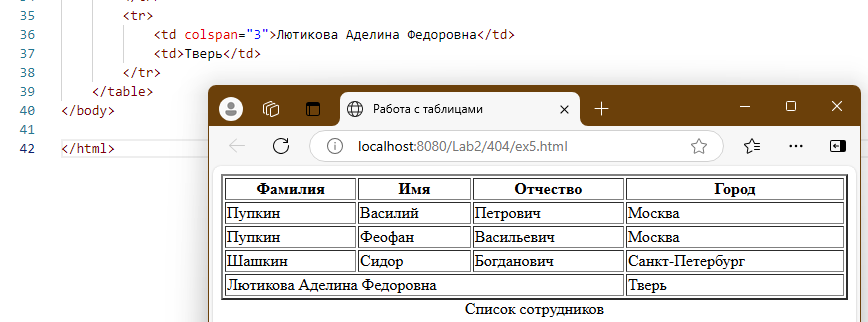 35 <tr>
36 <td colspan="3">Лютикова Аделина Федоровна</td>
37 <td>Тверь</td>
38 </tr>
39 </table>
40 </body>
41
42 </html>
Работа с таблицами
localhost:8080/Lab2/404/ex5.html
Фамилия Имя Отчество Город
Пупкин Василий Петрович Москва
Пупкин Феофан Васильевич Москва
Шашкин Сидор Богданович Санкт-Петербург
Лютикова Аделина Федоровна Тверь
Список сотрудников